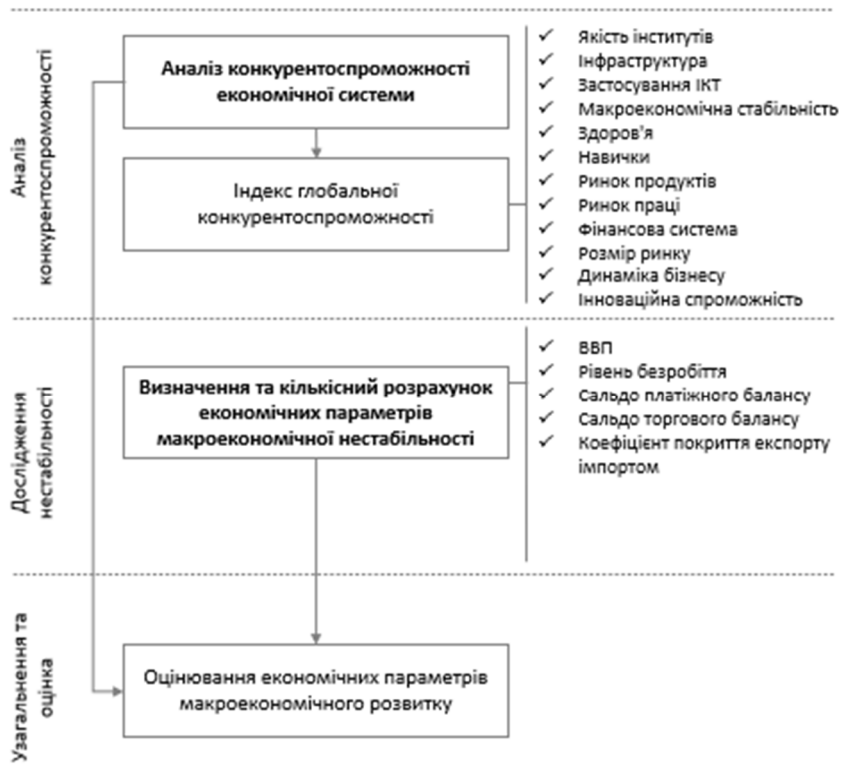 Аналіз
конкурентоспроможності
Аналіз конкурентоспроможності
економічної системи
Індекс глобальної
конкурентоспроможності
✓ Якість інститутів
✓ Інфраструктура
✓ Застосування ІКТ
✓ Макроекономічна стабільність
✓ Здоров'я
✓ Навички
✓ Ринок продуктів
✓ Ринок праці
✓ Фінансова система
✓ Розмір ринку
✓ Динаміка бізнесу
✓ Інноваційна спроможність
Дослідження
нестабільності
Визначення та кількісний розрахунок
економічних параметрів
макроекономічної нестабільності
✓ ВВП
✓ Рівень безробіття
✓ Сальдо платіжного балансу
✓ Сальдо торгового балансу
✓ Коефіцієнт покриття експорту
імпортом
Узагальнення та
оцінка
Оцінювання економічних параметрів
макроекономічного розвитку